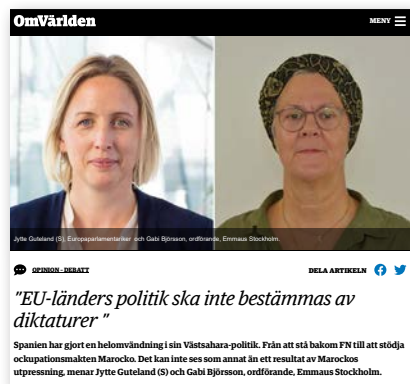 OmVärlden
MENY
Jytte Guteland (S), Europaparlamentariker och Gabi Björsson, ordförande, Emmaus Stockholm.
OPINION - DEBATT
DELA ARTIKELN
"EU-länders politik ska inte bestämmas av
diktaturer "
Spanien har gjort en helomvändning i sin Västsahara-politik. Från att stå bakom FN till att stödja
ockupationsmakten Marocko. Det kan inte ses som annat än ett resultat av Marockos
utpressning, menar Jytte Guteland (S) och Gabi Björsson, ordförande, Emmaus Stockholm.